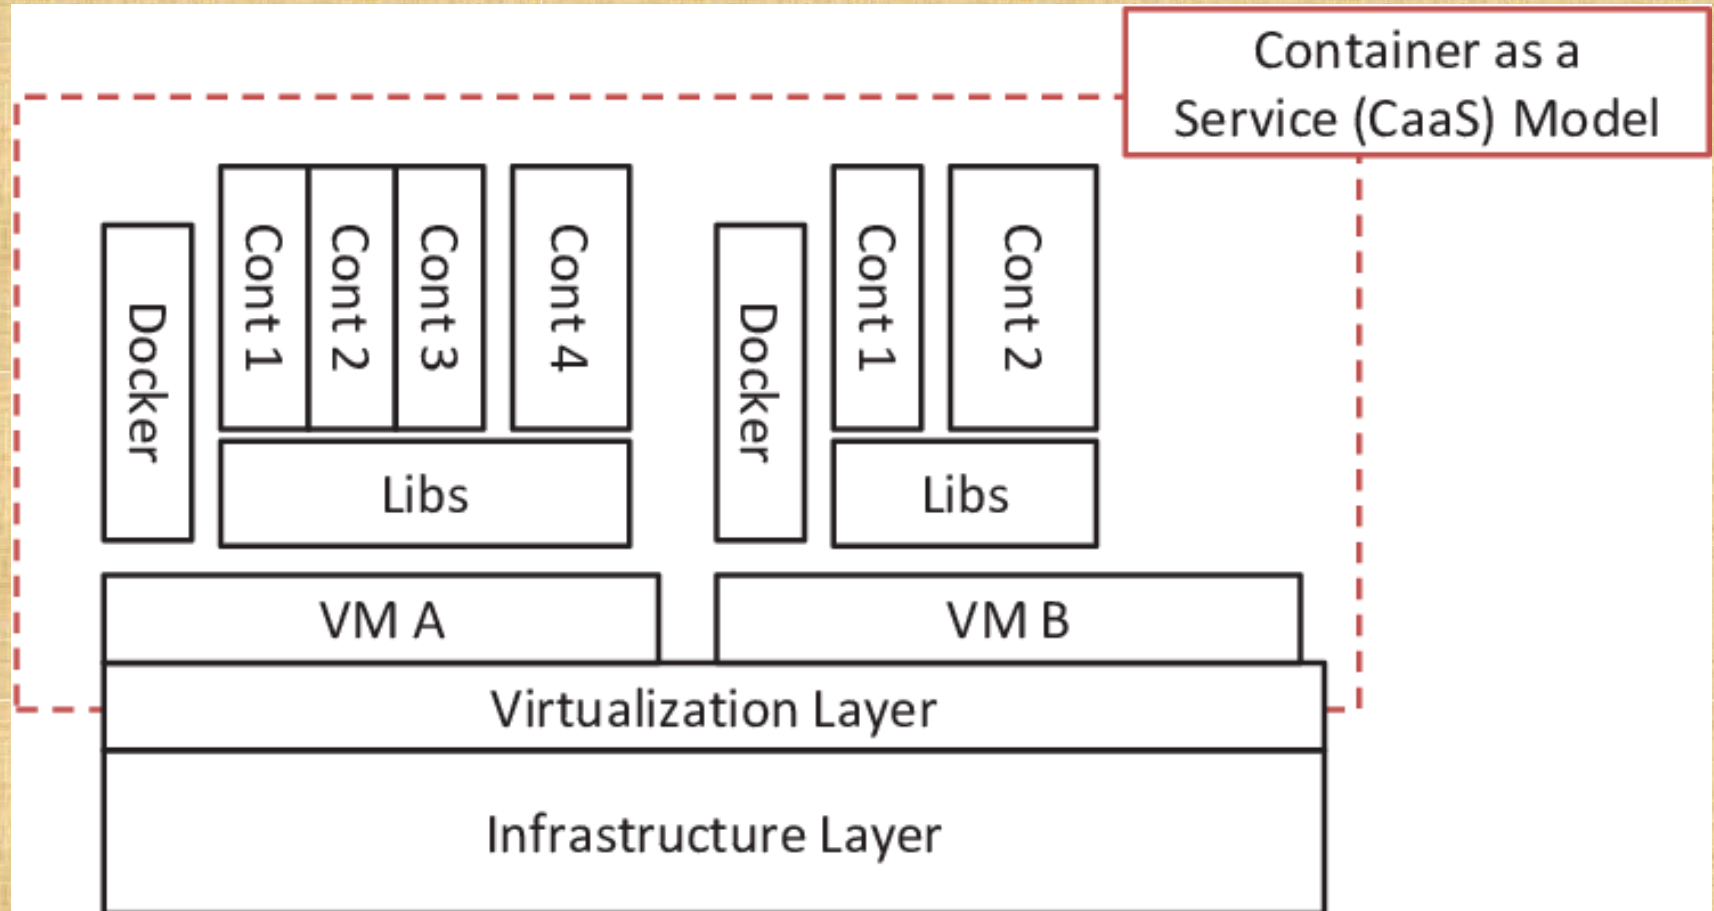 Container as a
Service (CaaS) Model
Docker
Cont 1
Cont 2
Cont 3
Cont 4
Docker
Cont 1
Cont 2
Libs
Libs
VM A
VM B
Virtualization Layer
Infrastructure Layer